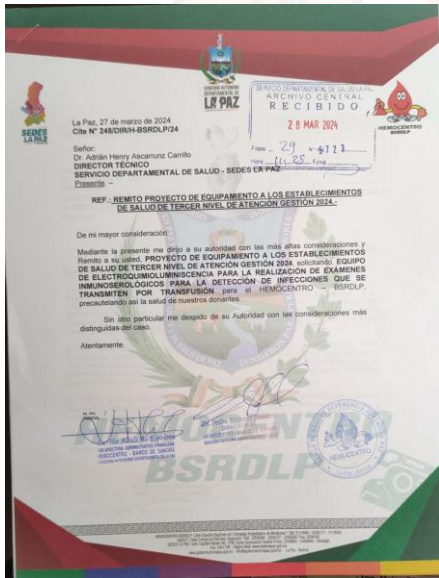 GOBIERNO AUTÓNOMO
DEPARTAMENTAL DE
LA PAZ
SEDES
LA PAZ
SERVICIO DEPARTAMENTAL DE SALUD LA PAZ
ARCHIVO CENTRAL
RECIBIDO
28 MAR 2024
Fojas 29
Hora 11:25 Firma
HEMOCENTRO
BSRDLP
La Paz, 27 de marzo de 2024
Cite N° 248/DIR/H-BSRDLP/24
Señor:
Dr. Adrián Henry Ascarrunz Carrillo
DIRECTOR TÉCNICO
SERVICIO DEPARTAMENTAL DE SALUD - SEDES LA PAZ
Presente. –
REF.: REMITO PROYECTO DE EQUIPAMIENTO A LOS ESTABLECIMIENTOS
DE SALUD DE TERCER NIVEL DE ATENCIÓN GESTIÓN 2024.-
De mi mayor consideración:
Mediante la presente me dirijo a su autoridad con las más altas consideraciones y
Remito a su usted, PROYECTO DE EQUIPAMIENTO A LOS ESTABLECIMIENTOS
DE SALUD DE TERCER NIVEL DE ATENCIÓN GESTIÓN 2024, solicitando, EQUIPO
DE ELECTROQUIMIOLUMINISCENCIA PARA LA REALIZACIÓN DE EXÁMENES
INMUNOSEROLÓGICOS PARA LA DETECCIÓN DE INFECCIONES QUE SE
TRANSMITEN POR TRANSFUSIÓN para el HEMOCENTRO – BSRDLP,
precautelando así la salud de nuestros donantes.
Sin otro particular me despido de su Autoridad con las consideraciones más
distinguidas del caso.
Atentamente.
HEMOCENTRO
BSRDLP
HEMOCENTRO - BANCO DE SANGRE
HEMOCENTRO